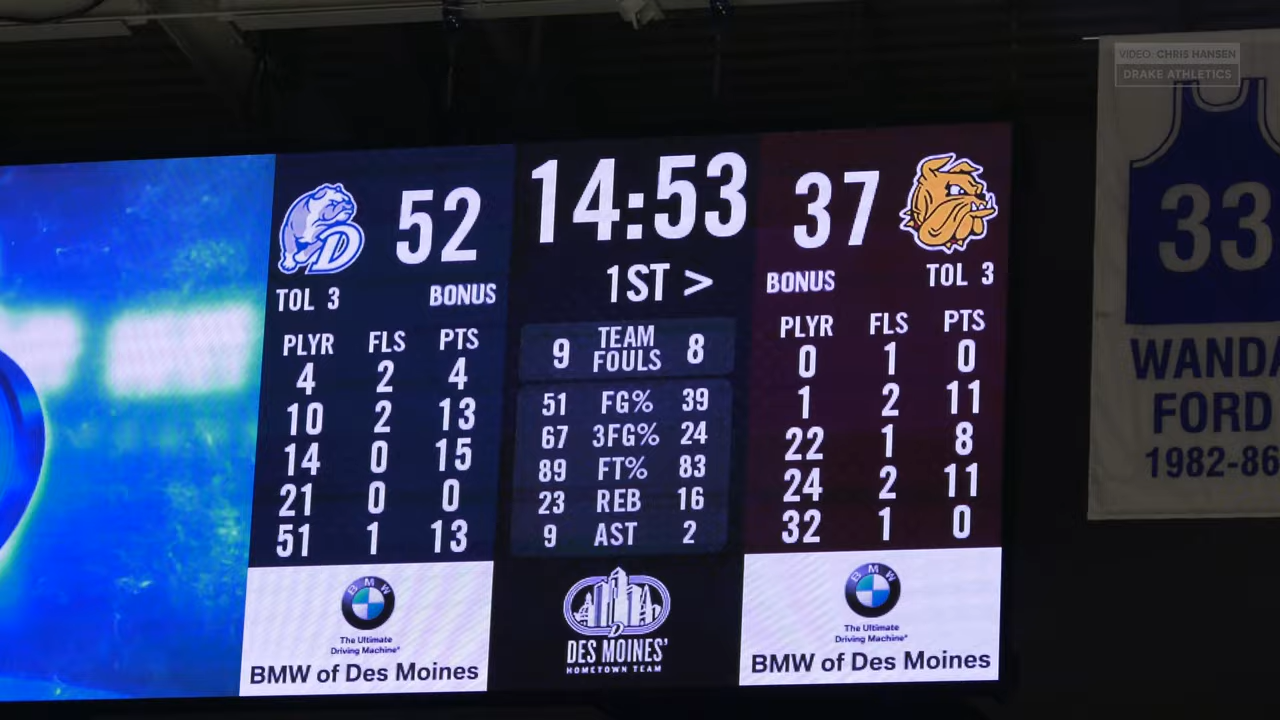 VIDEO: CHRIS HANSEN
DRAKE ATHLETICS
D 52 14:53 37
1ST >
TOL 3 BONUS
BONUS TOL 3
PLYR FLS PTS
4 2 4
10 2 13
14 0 15
21 0 0
51 1 13
9 TEAM FOULS 8
51 FG% 39
67 3FG% 24
89 FT% 83
23 REB 16
9 AST 2
PLYR FLS PTS
0 1 0
1 2 11
22 1 8
24 2 11
32 1 0
BMW
The Ultimate
Driving Machine®
BMW of Des Moines
D
DES MOINES'
HOMETOWN TEAM
BMW
The Ultimate
Driving Machine®
BMW of Des Moines
33
WANDA
FORD
1982-86